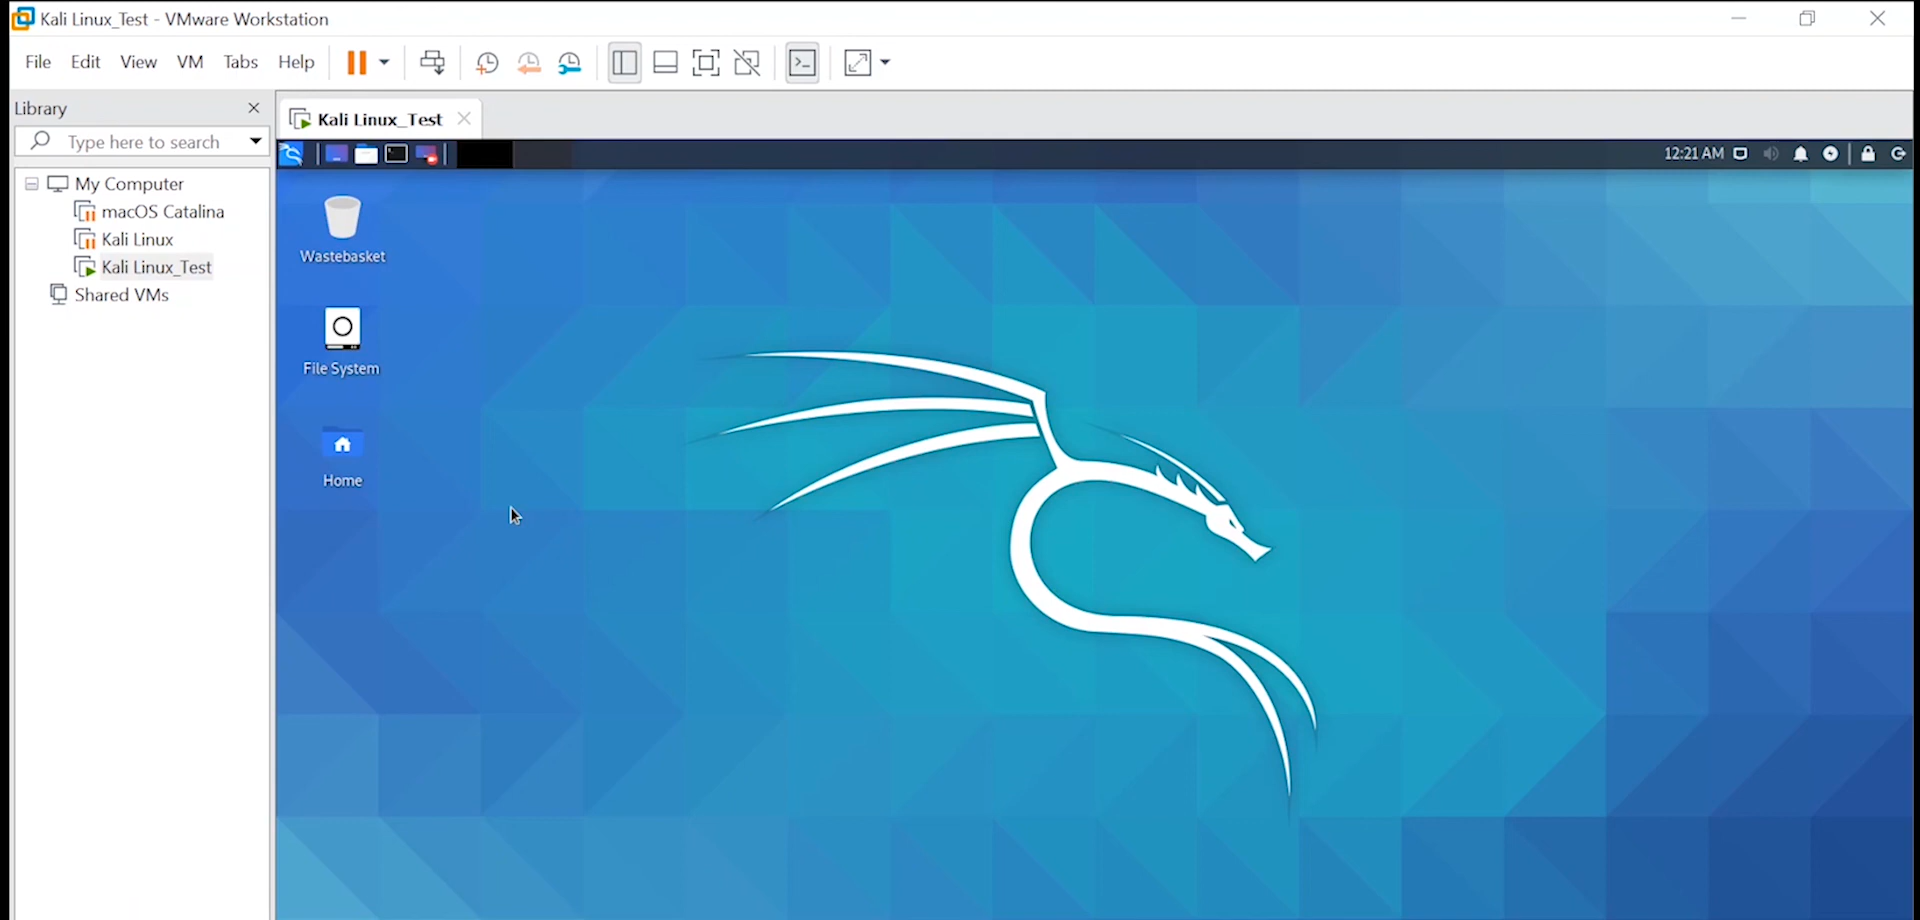 Kali Linux_Test - VMware Workstation
File Edit View VM Tabs Help
Library
Type here to search
My Computer
macOS Catalina
Kali Linux
Kali Linux_Test
Shared VMs
Kali Linux_Test
12:21 AM
Wastebasket
File System
Home